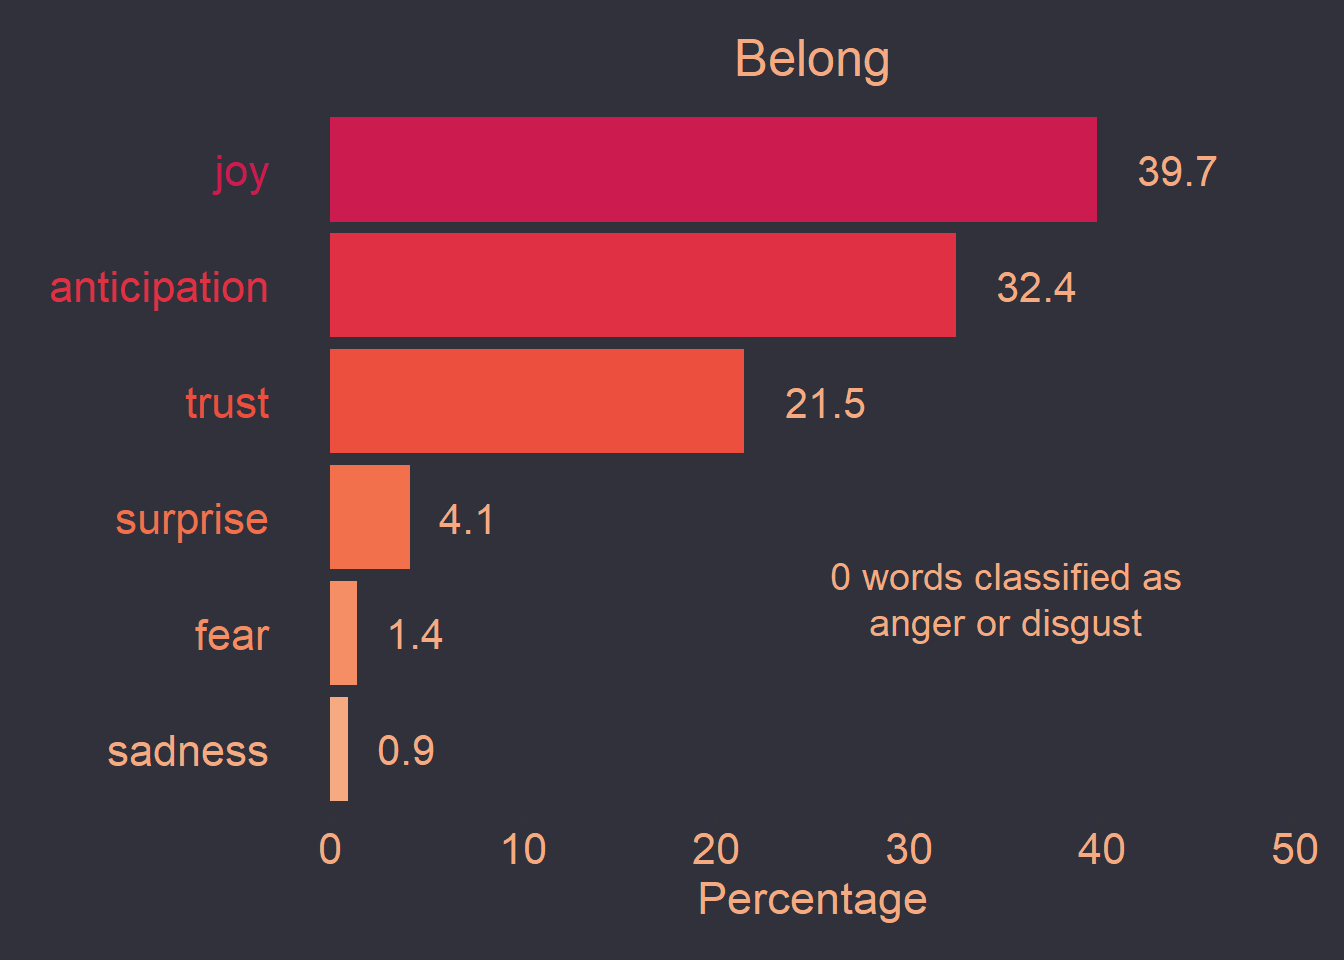 Belong
joy
39.7
anticipation
32.4
trust
21.5
surprise
4.1
0 words classified as
anger or disgust
fear
1.4
sadness
0.9
0 10 20 30 40 50
Percentage